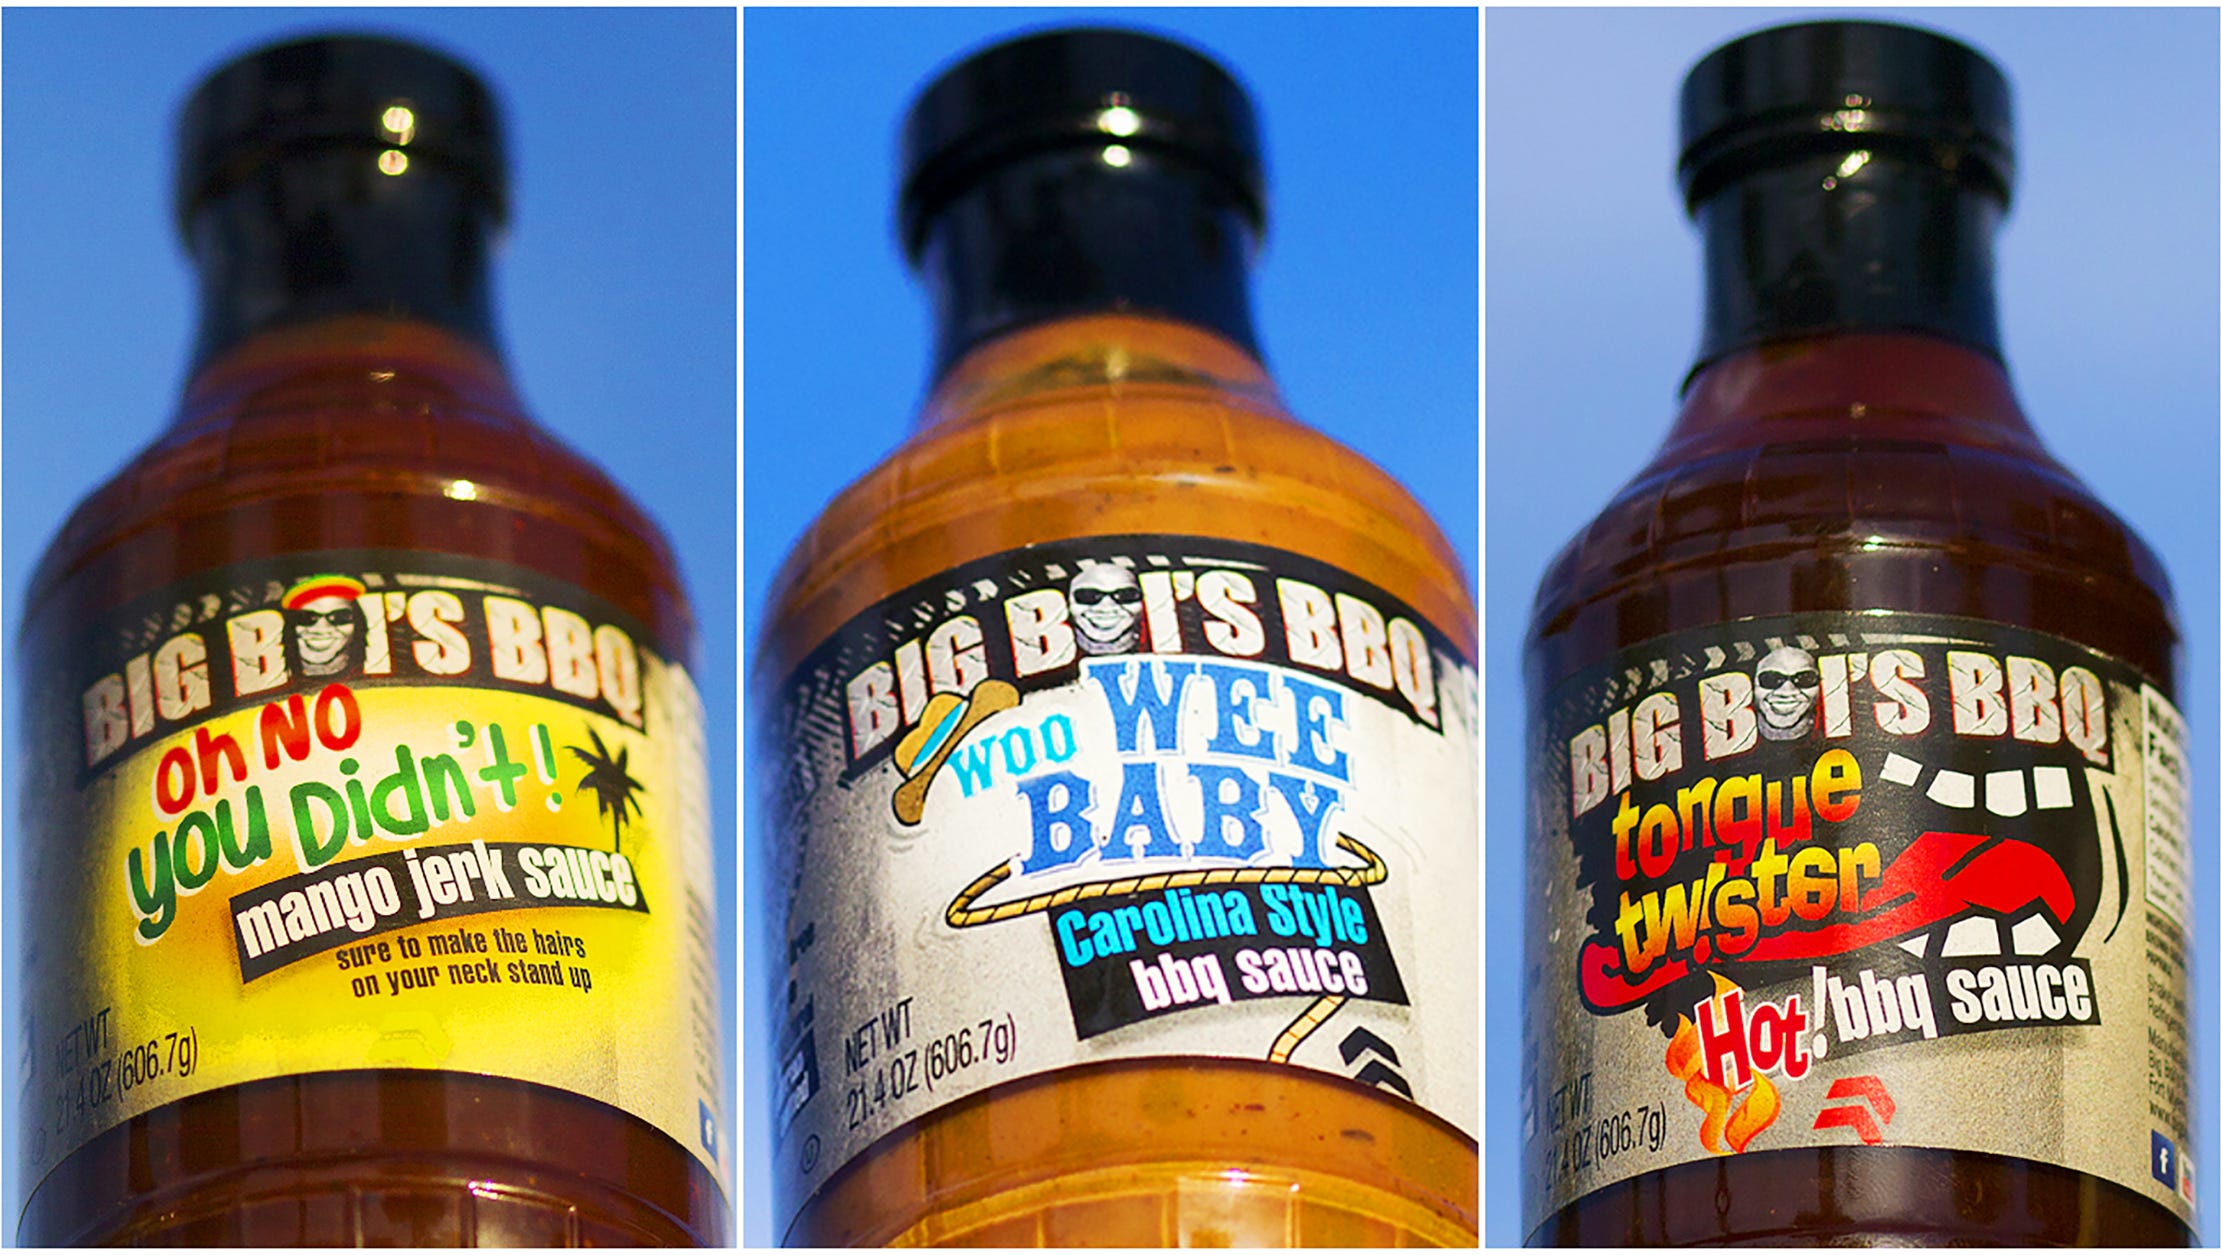 BIG BOI'S BBQ
oh NO
you Didn't!
mango jerk sauce
sure to make the hairs
on your neck stand up
NET WT
21.4 OZ (606.7g)
BIG BOI'S BBQ
WOO WEE
BABY
Carolina Style
bbq sauce
NET WT
21.4 OZ (606.7g)
BIG BOI'S BBQ
tongue
twister
Hot! bbq sauce
NET WT
21.4 OZ (606.7g)
f